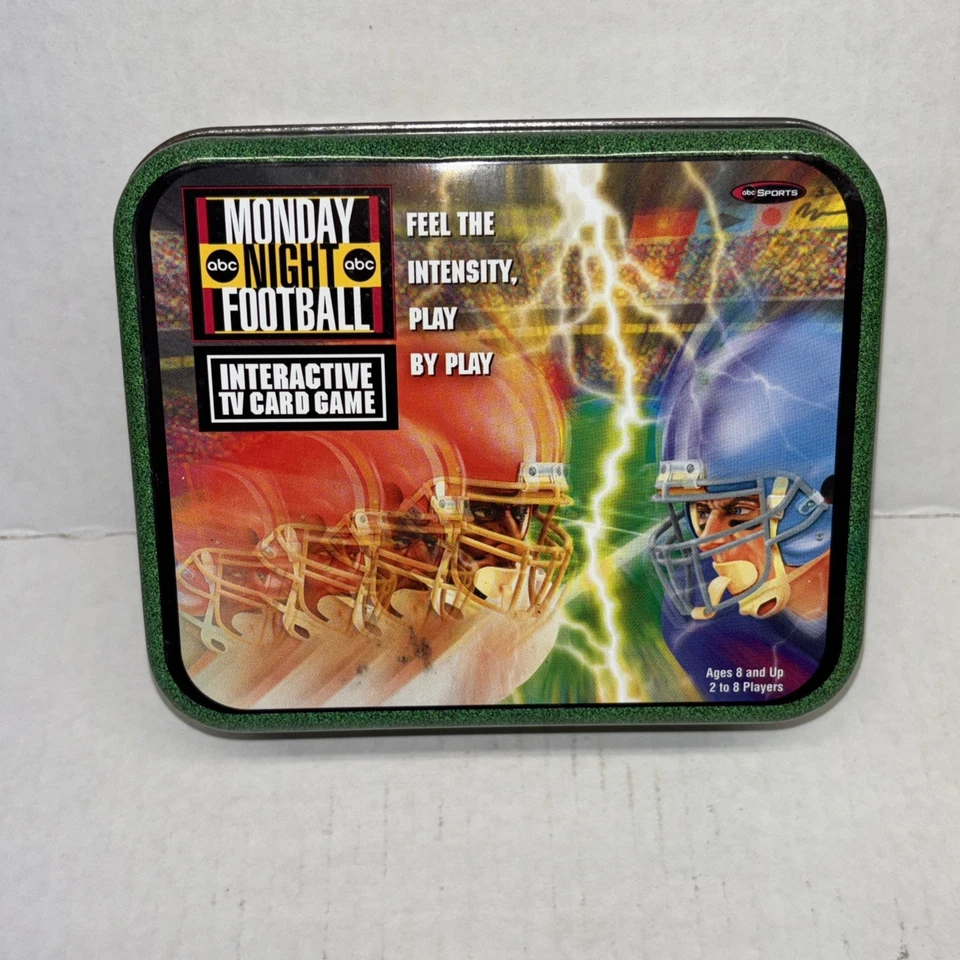 MONDAY
abc NIGHT abc
FOOTBALL
INTERACTIVE
TV CARD GAME
FEEL THE
INTENSITY,
PLAY
BY PLAY
abc SPORTS
Ages 8 and Up
2 to 8 Players